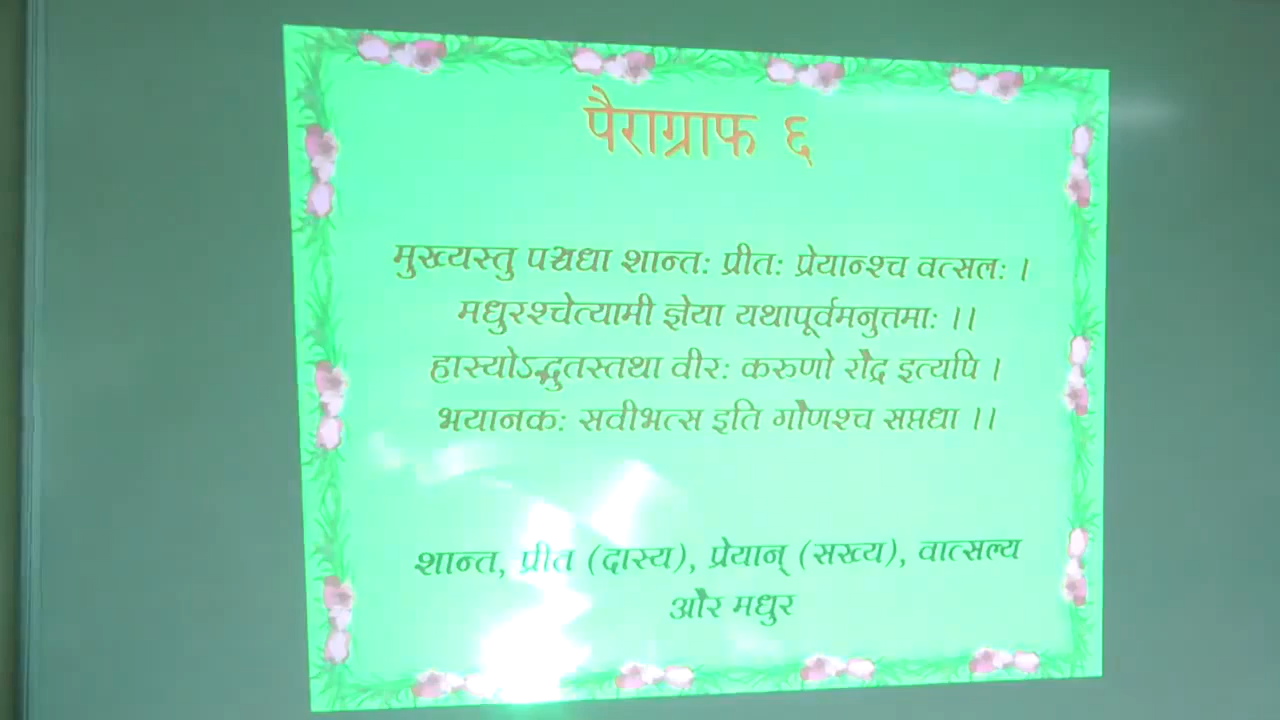 पैराग्राफ ६
मुख्यस्तु पञ्चधा शान्तः प्रीतः प्रेयान्श्च वत्सलः ।
मधुरश्चेत्यामी ज्ञेया यथापूर्वमनुत्तमाः ।।
हास्योऽद्भुतस्तथा वीरः करुणो रौद्र इत्यपि ।
भयानकः सवीभत्स इति गौणश्च सप्तधा ।।
शान्त, प्रीत (दास्य), प्रेयान् (सख्य), वात्सल्य
और मधुर